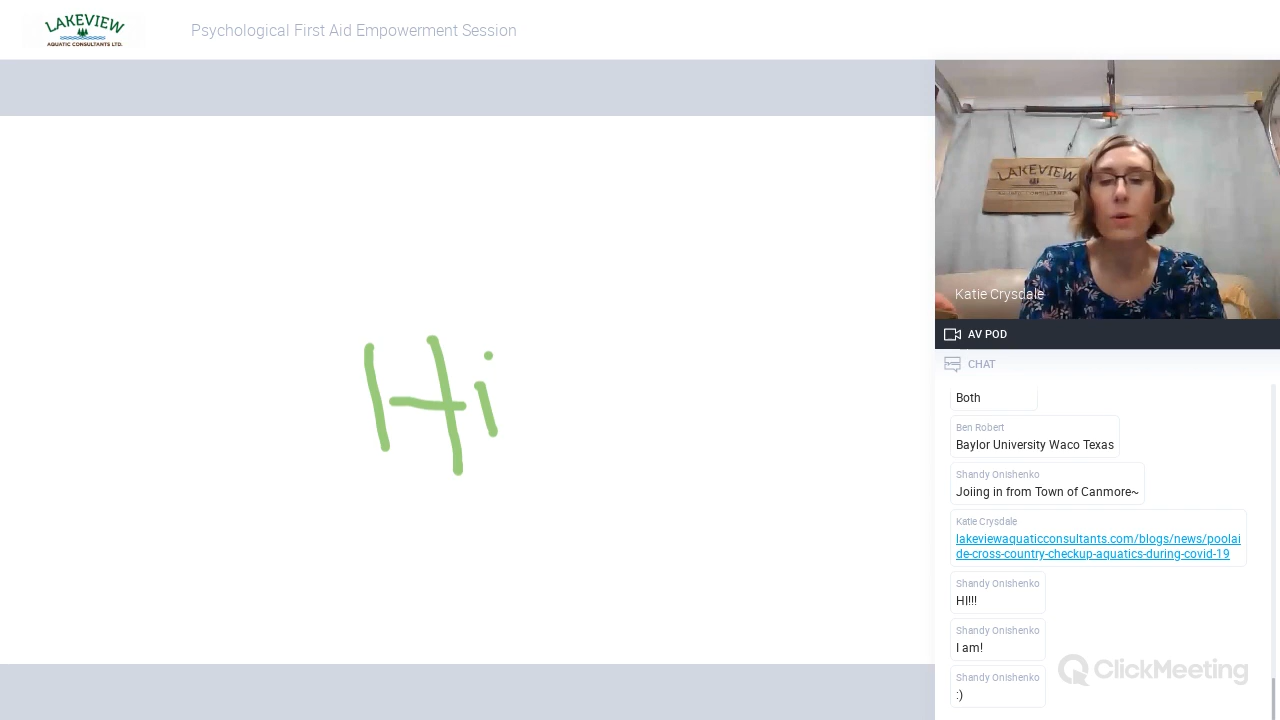 LAKEVIEW
AQUATIC CONSULTANTS LTD.
Psychological First Aid Empowerment Session
Hi
LAKEVIEW
Katie Crysdale
AV POD
CHAT
Both
Ben Robert
Baylor University Waco Texas
Shandy Onishenko
Joiing in from Town of Canmore~
Katie Crysdale
lakeviewaquaticconsultants.com/blogs/news/poolai
de-cross-country-checkup-aquatics-during-covid-19
Shandy Onishenko
HI!!!
Shandy Onishenko
I am!
Shandy Onishenko
:)
ClickMeeting